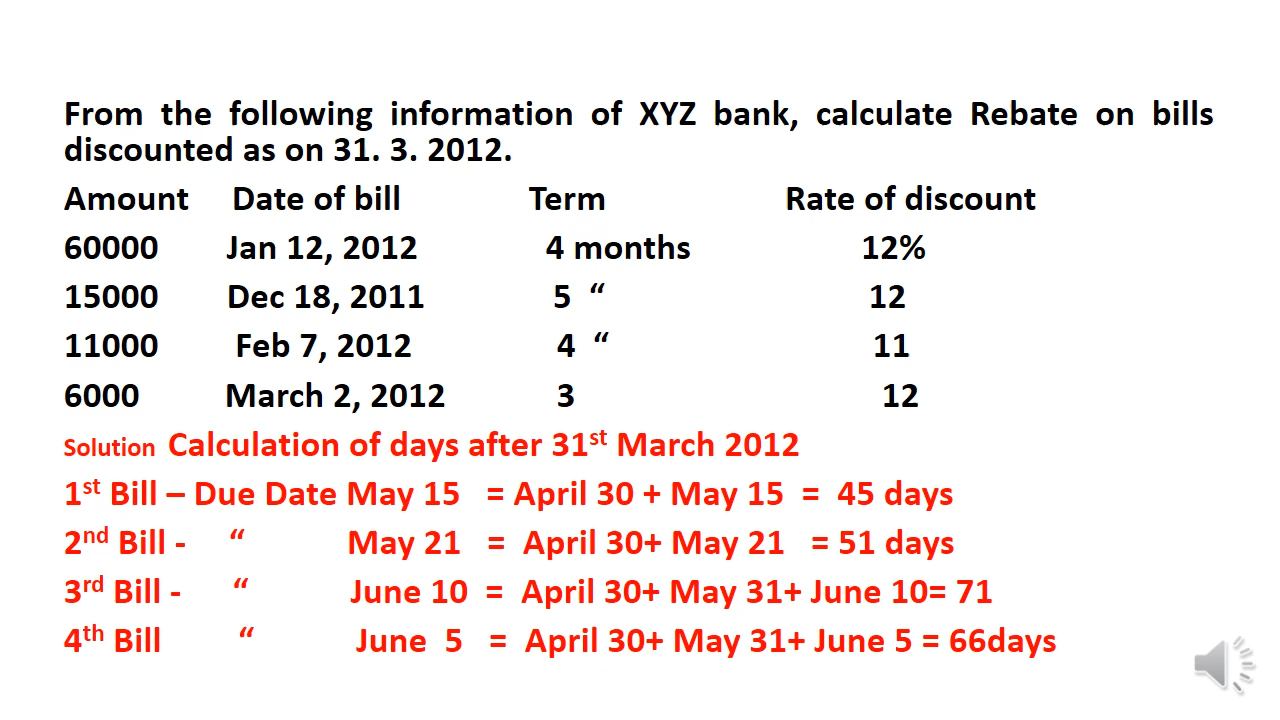 From the following information of XYZ bank, calculate Rebate on bills
discounted as on 31. 3. 2012.
Amount Date of bill Term Rate of discount
60000 Jan 12, 2012 4 months 12%
15000 Dec 18, 2011 5 “ 12
11000 Feb 7, 2012 4 “ 11
6000 March 2, 2012 3 12
Solution Calculation of days after 31st March 2012
1st Bill – Due Date May 15 = April 30 + May 15 = 45 days
2nd Bill - “ May 21 = April 30+ May 21 = 51 days
3rd Bill - “ June 10 = April 30+ May 31+ June 10= 71
4th Bill “ June 5 = April 30+ May 31+ June 5 = 66days